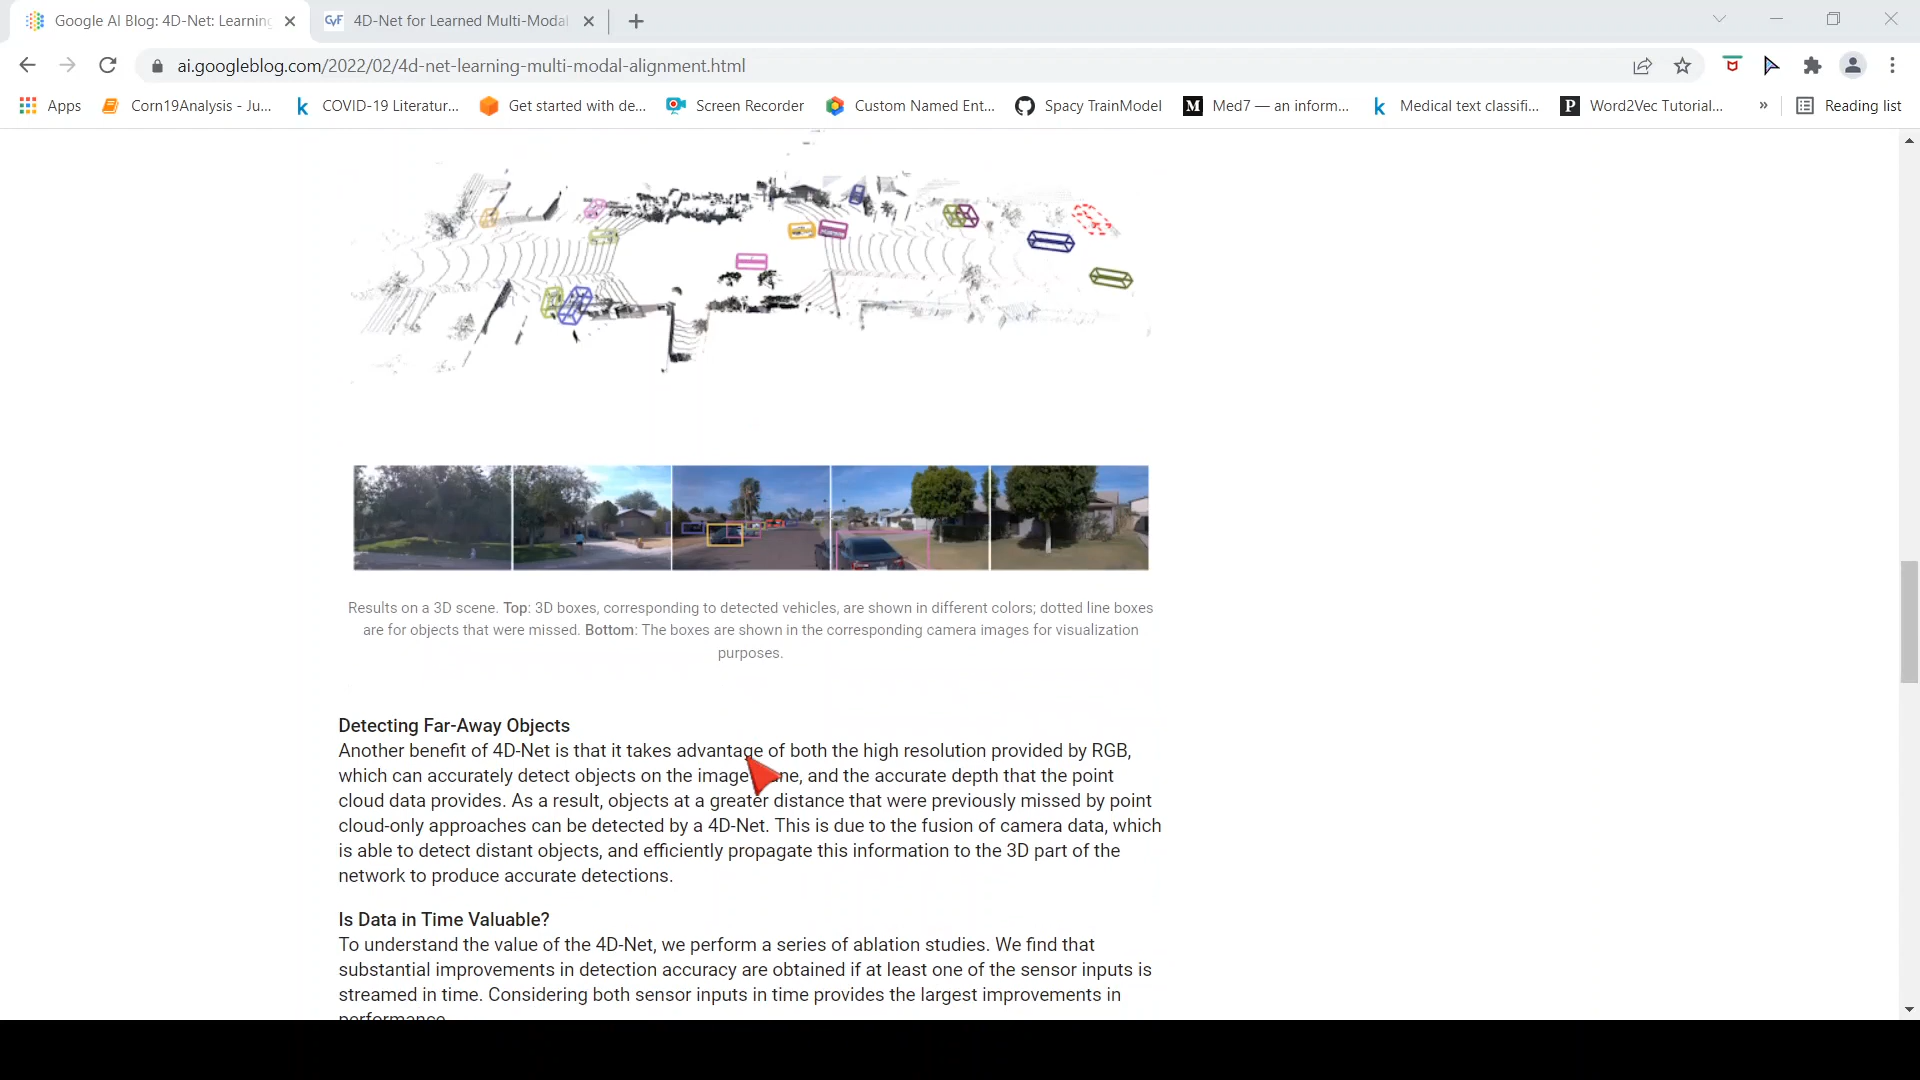 Google AI Blog: 4D-Net: Learning
4D-Net for Learned Multi-Modal
ai.googleblog.com/2022/02/4d-net-learning-multi-modal-alignment.html
Apps
Corn19Analysis - Ju...
COVID-19 Literatur...
Get started with de...
Screen Recorder
Custom Named Ent...
Spacy TrainModel
Med7 — an inform...
Medical text classifi...
Word2Vec Tutorial...
»
Reading list
Results on a 3D scene. Top: 3D boxes, corresponding to detected vehicles, are shown in different colors; dotted line boxes
are for objects that were missed. Bottom: The boxes are shown in the corresponding camera images for visualization
purposes.
Detecting Far-Away Objects
Another benefit of 4D-Net is that it takes advantage of both the high resolution provided by RGB,
which can accurately detect objects on the image ne, and the accurate depth that the point
cloud data provides. As a result, objects at a greater distance that were previously missed by point
cloud-only approaches can be detected by a 4D-Net. This is due to the fusion of camera data, which
is able to detect distant objects, and efficiently propagate this information to the 3D part of the
network to produce accurate detections.
Is Data in Time Valuable?
To understand the value of the 4D-Net, we perform a series of ablation studies. We find that
substantial improvements in detection accuracy are obtained if at least one of the sensor inputs is
streamed in time. Considering both sensor inputs in time provides the largest improvements in
performance.